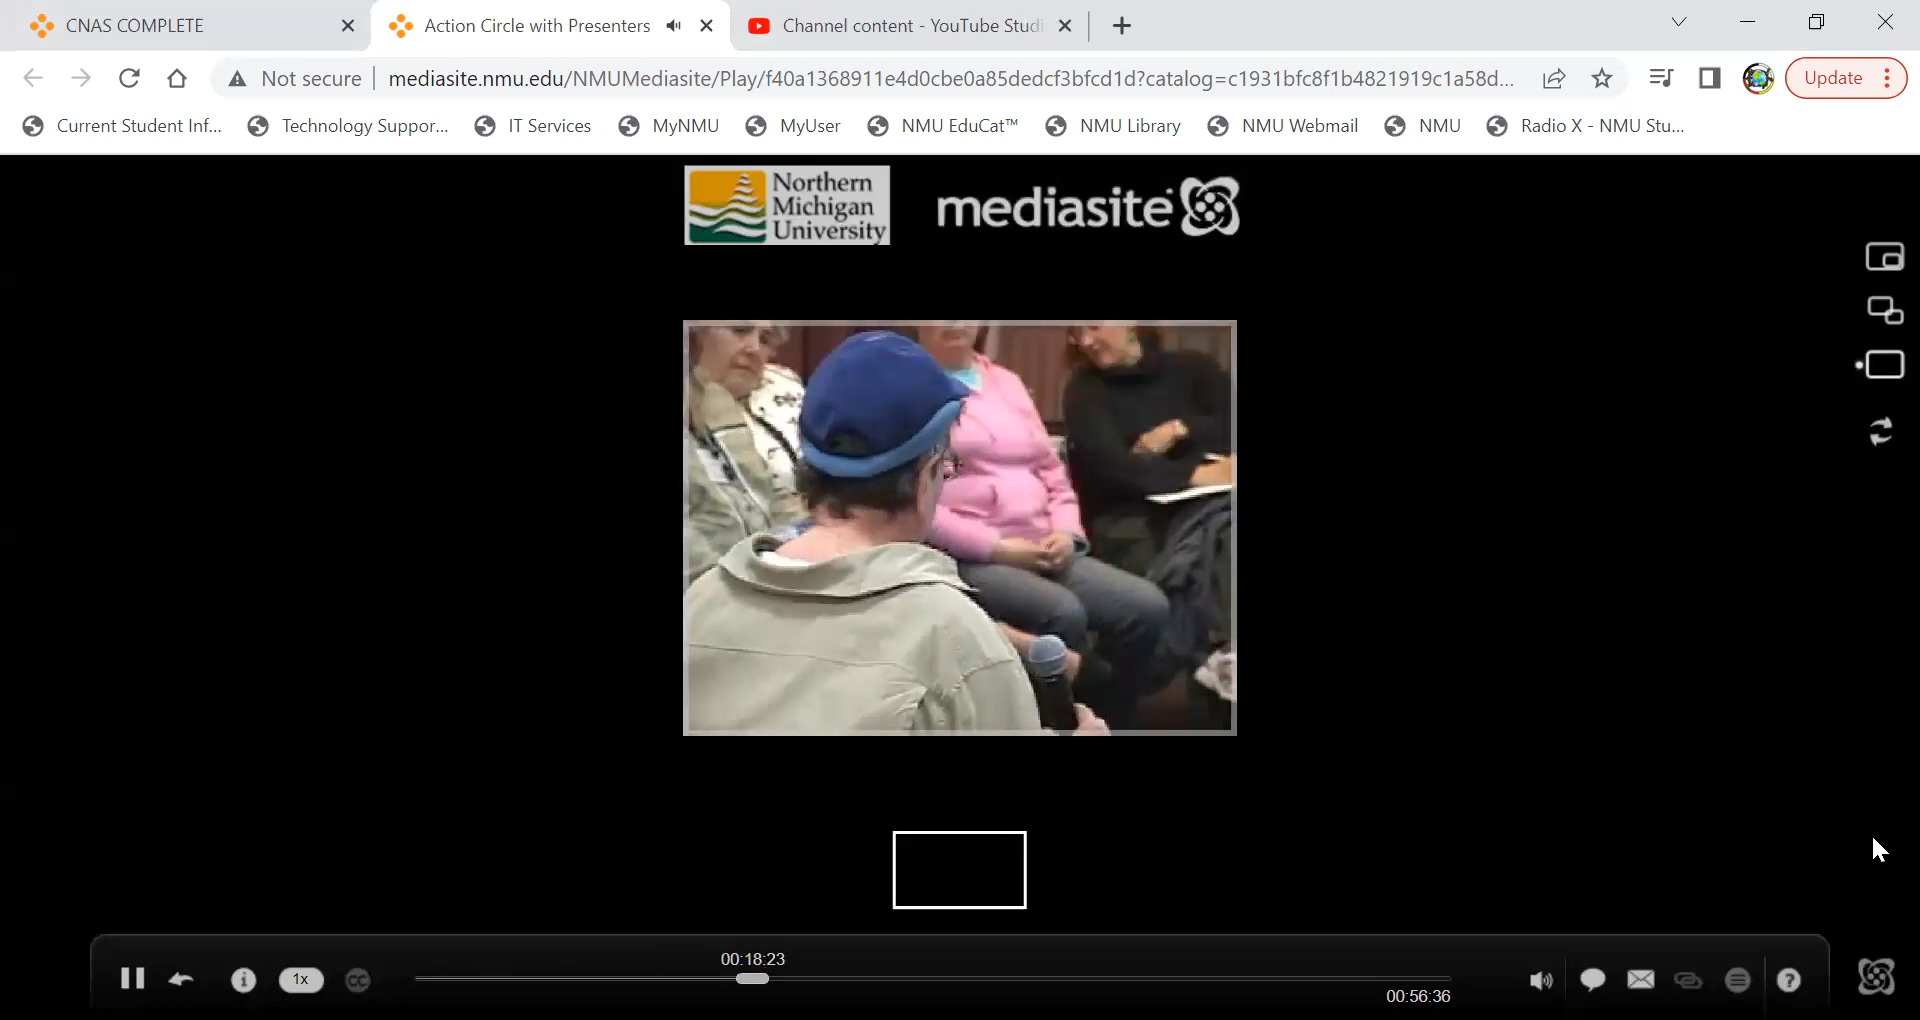 CNAS COMPLETE
Action Circle with Presenters
Channel content - YouTube Studi
Not secure
mediasite.nmu.edu/NMUMediasite/Play/f40a1368911e4d0cbe0a85dedcf3bfcd1d?catalog=c1931bfc8f1b4821919c1a58d...
Update
Current Student Inf...
Technology Suppor...
IT Services
MyNMU
MyUser
NMU EduCat™
NMU Library
NMU Webmail
NMU
Radio X - NMU Stu...
Northern
Michigan
University
mediasite
00:18:23
1x
CC
00:56:36